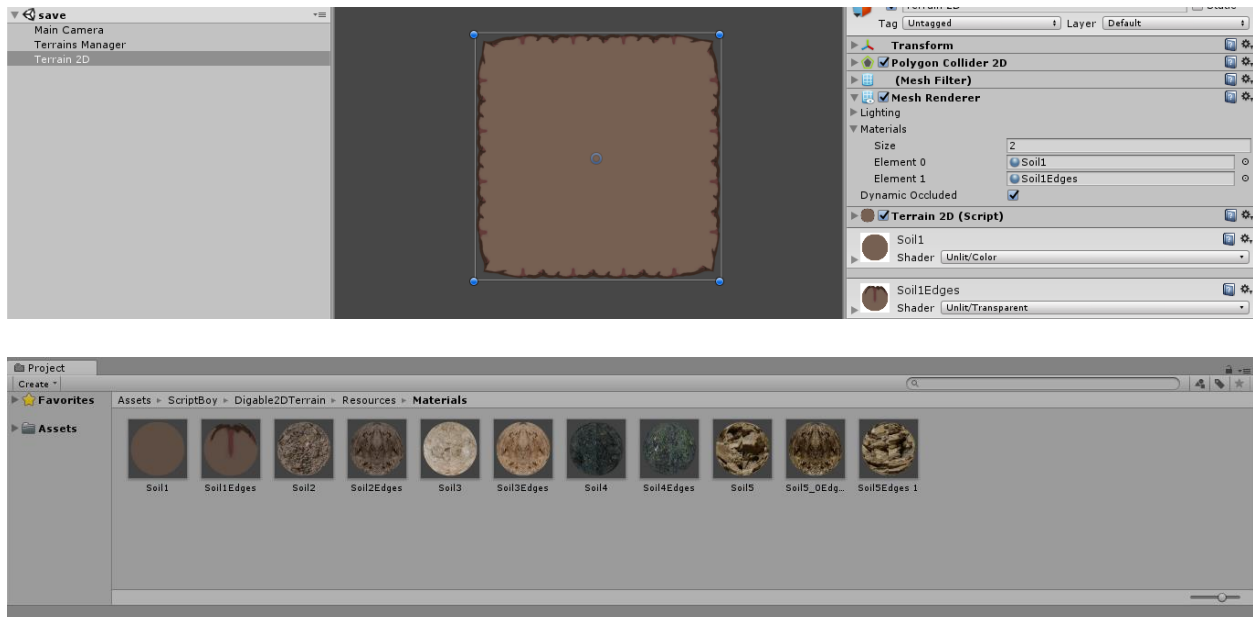 save
Main Camera
Terrains Manager
Terrain 2D
Tag Untagged Layer Default
Transform
Polygon Collider 2D
(Mesh Filter)
Mesh Renderer
Lighting
Materials
Size 2
Element 0 Soil1
Element 1 Soil1Edges
Dynamic Occluded
Terrain 2D (Script)
Soil1
Shader Unlit/Color
Soil1Edges
Shader Unlit/Transparent
Project
Create
Favorites
Assets
Assets ▸ ScriptBoy ▸ Digable2DTerrain ▸ Resources ▸ Materials
Soil1 Soil1Edges Soil2 Soil2Edges Soil3 Soil3Edges Soil4 Soil4Edges Soil5 Soil5_0Edg... Soil5Edges 1